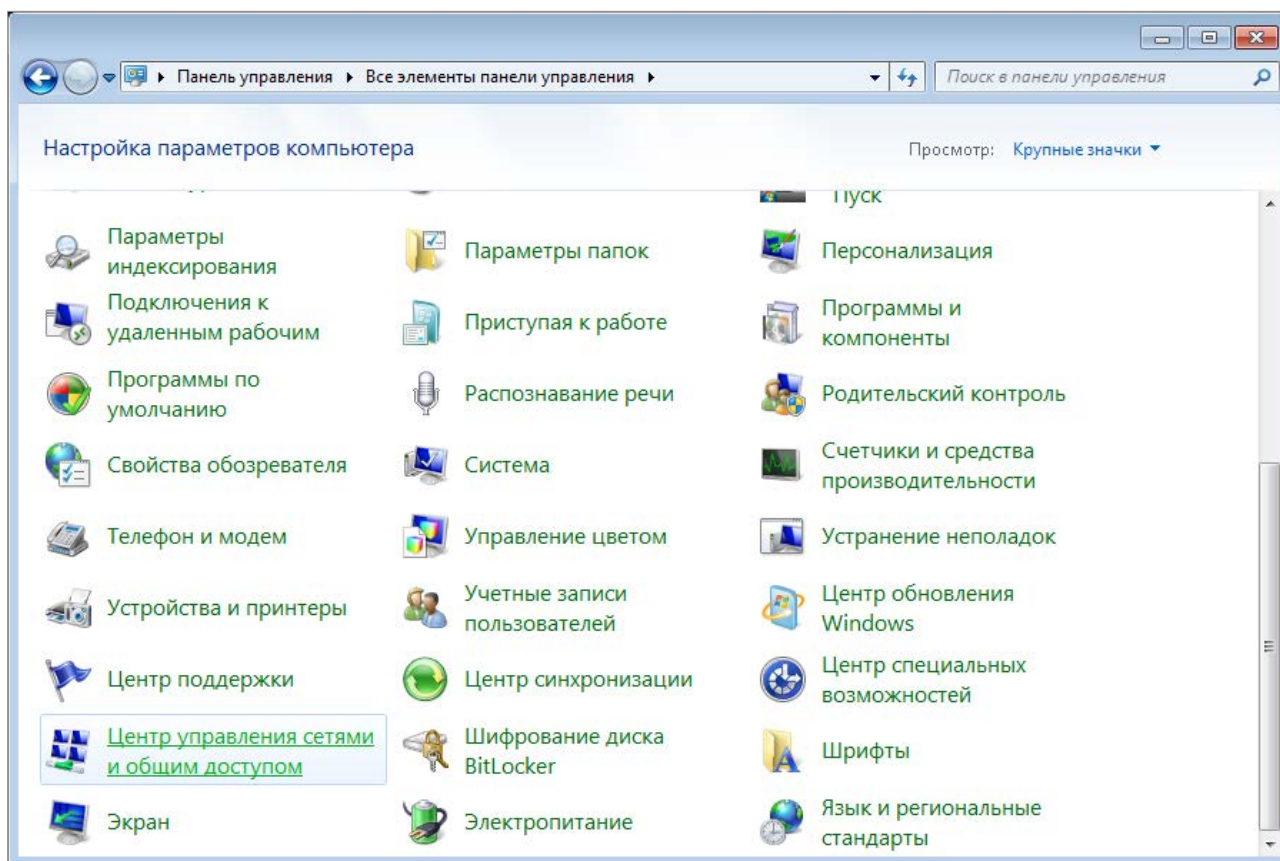 Панель управления Все элементы панели управления
Поиск в панели управления
Настройка параметров компьютера
Просмотр: Крупные значки
Пуск
Параметры
индексирования
Параметры папок
Персонализация
Подключения к
удаленным рабочим
Приступая к работе
Программы и
компоненты
Программы по
умолчанию
Распознавание речи
Родительский контроль
Свойства обозревателя
Система
Счетчики и средства
производительности
Телефон и модем
Управление цветом
Устранение неполадок
Устройства и принтеры
Учетные записи
пользователей
Центр обновления
Windows
Центр поддержки
Центр синхронизации
Центр специальных
возможностей
Центр управления сетями
и общим доступом
Шифрование диска
BitLocker
Шрифты
Экран
Электропитание
Язык и региональные
стандарты